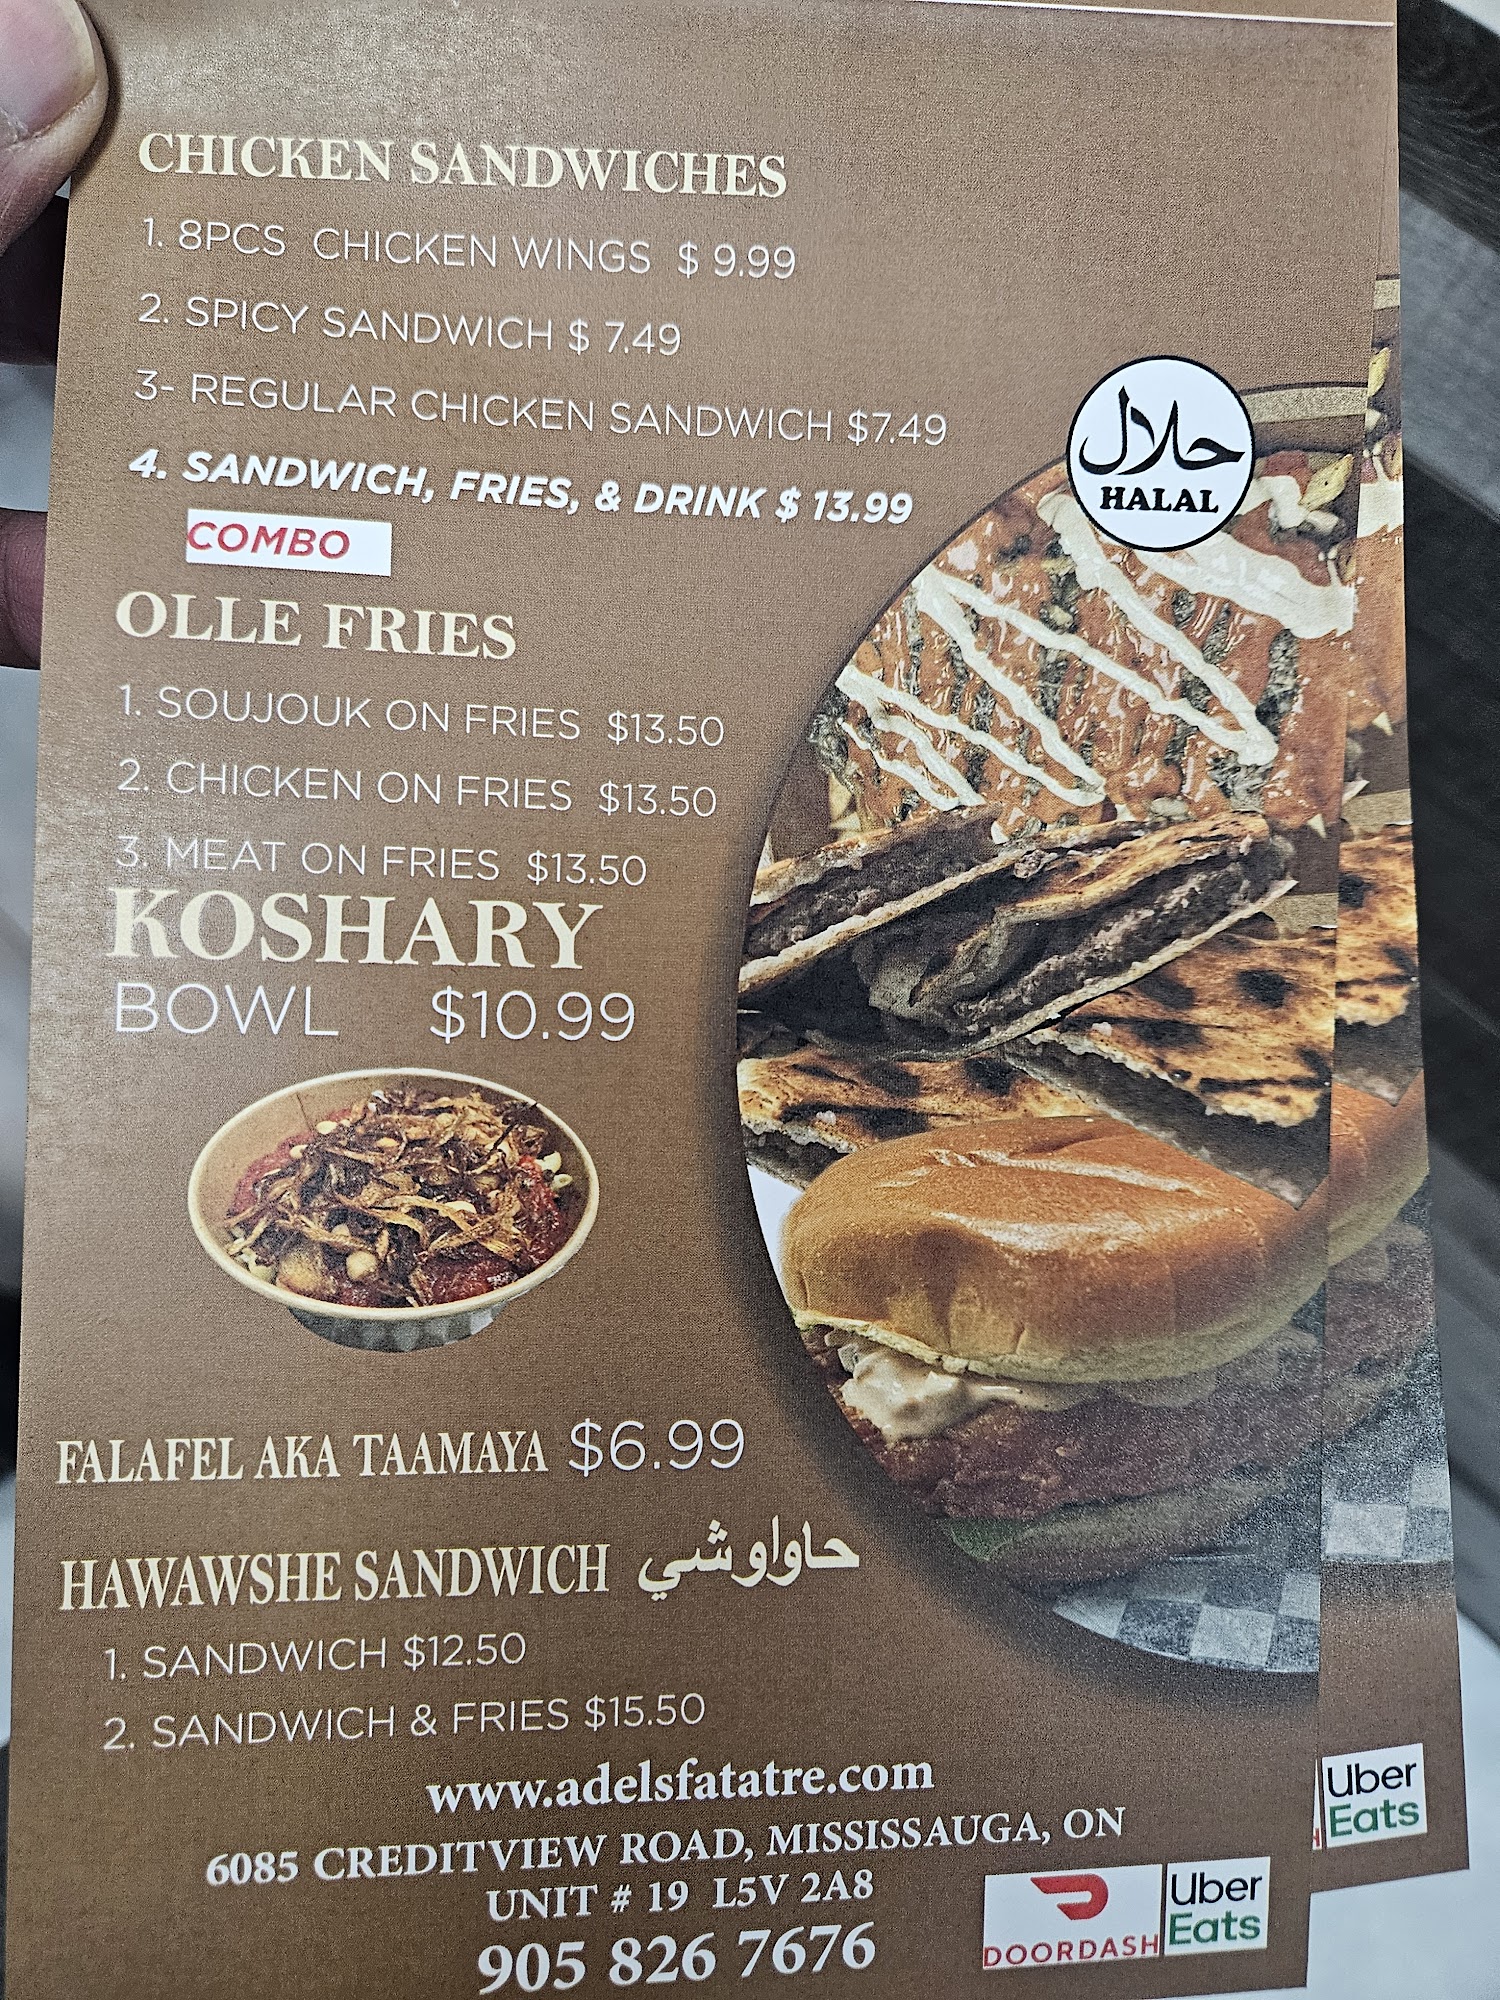 CHICKEN SANDWICHES
1. 8PCS CHICKEN WINGS $ 9.99
2. SPICY SANDWICH $ 7.49
3- REGULAR CHICKEN SANDWICH $7.49
4. SANDWICH, FRIES, & DRINK $ 13.99
COMBO
حلال
HALAL
OLLE FRIES
1. SOUJOUK ON FRIES $13.50
2. CHICKEN ON FRIES $13.50
3. MEAT ON FRIES $13.50
KOSHARY
BOWL $10.99
FALAFEL AKA TAAMAYA $6.99
HAWAWSHE SANDWICH حاواوشي
1. SANDWICH $12.50
2. SANDWICH & FRIES $15.50
www.adelsfatatre.com
6085 CREDITVIEW ROAD, MISSISSAUGA, ON
UNIT # 19 L5V 2A8
905 826 7676
DOORDASH
Uber
Eats
Uber
Eats